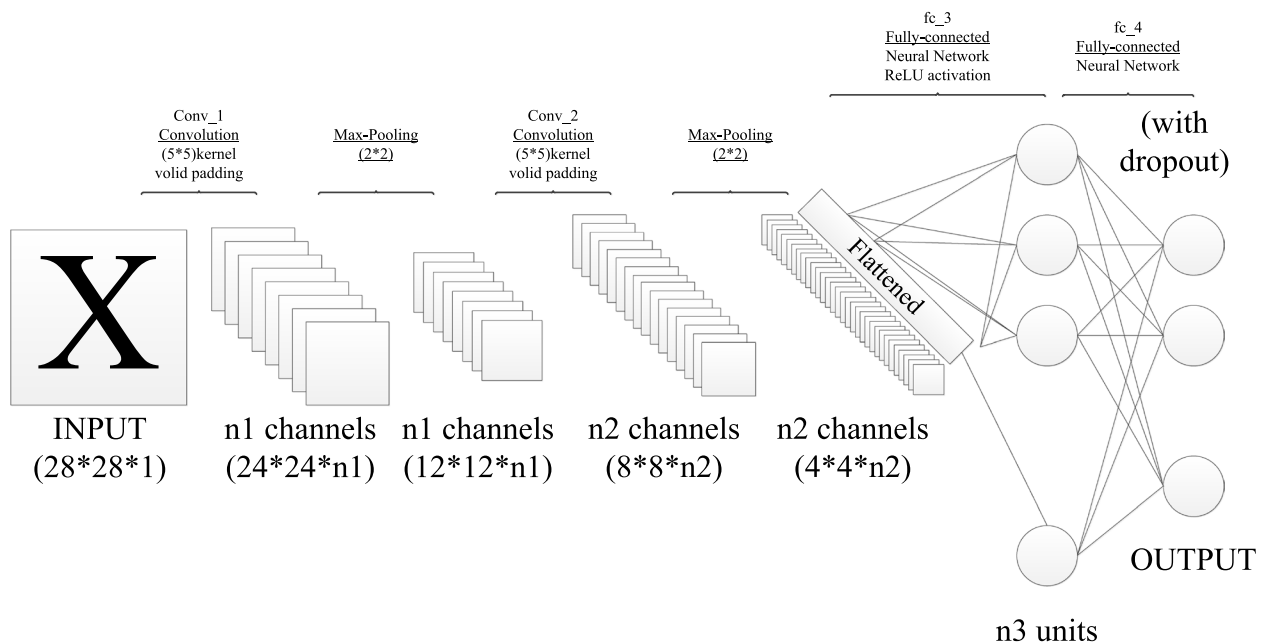 fc_3
Fully-connected
Neural Network
ReLU activation
fc_4
Fully-connected
Neural Network
(with
dropout)
Conv_1
Convolution
(5*5)kernel
volid padding
Max-Pooling
(2*2)
Conv_2
Convolution
(5*5)kernel
volid padding
Max-Pooling
(2*2)
X
Flattened
INPUT
(28*28*1)
n1 channels
(24*24*n1)
n1 channels
(12*12*n1)
n2 channels
(8*8*n2)
n2 channels
(4*4*n2)
OUTPUT
n3 units